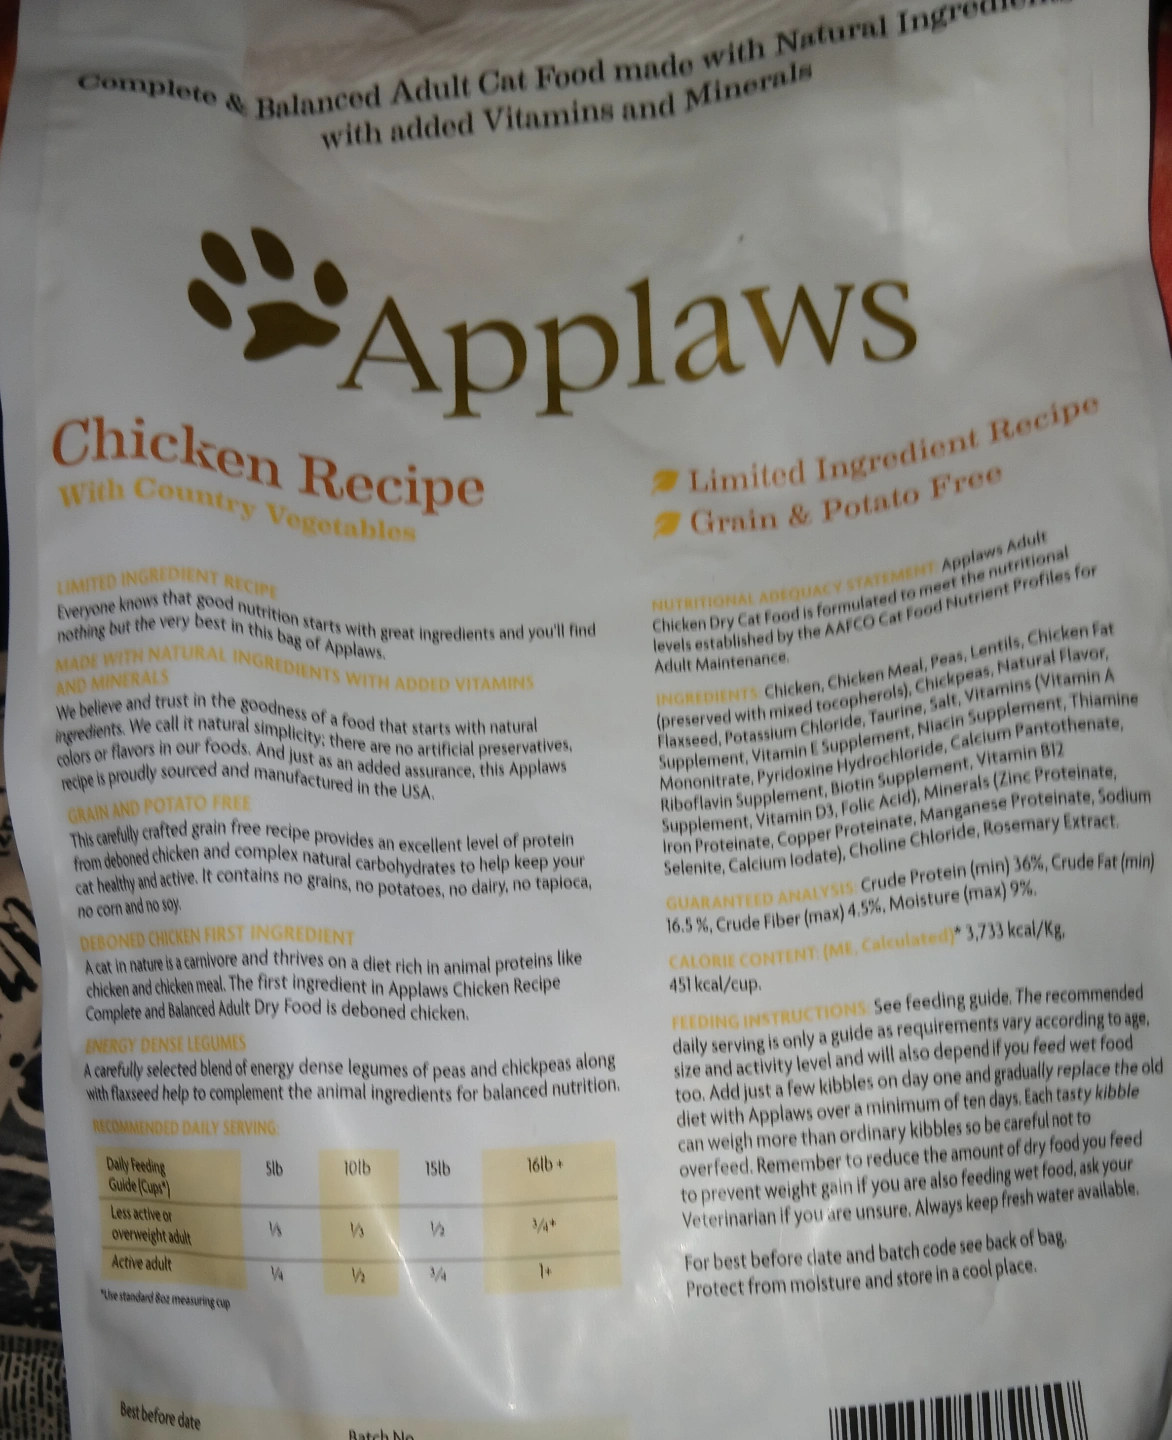 Complete & Balanced Adult Cat Food made with Natural Ingredients
with added Vitamins and Minerals
Applaws
Chicken Recipe
With Country Vegetables
Limited Ingredient Recipe
Grain & Potato Free
LIMITED INGREDIENT RECIPE
Everyone knows that good nutrition starts with great ingredients and you'll find
nothing but the very best in this bag of Applaws.
MADE WITH NATURAL INGREDIENTS WITH ADDED VITAMINS
AND MINERALS
We believe and trust in the goodness of a food that starts with natural
ingredients. We call it natural simplicity; there are no artificial preservatives,
colors or flavors in our foods. And just as an added assurance, this Applaws
recipe is proudly sourced and manufactured in the USA.
GRAIN AND POTATO FREE
This carefully crafted grain free recipe provides an excellent level of protein
from deboned chicken and complex natural carbohydrates to help keep your
cat healthy and active. It contains no grains, no potatoes, no dairy, no tapioca,
no corn and no soy.
DEBONED CHICKEN FIRST INGREDIENT
A cat in nature is a carnivore and thrives on a diet rich in animal proteins like
chicken and chicken meal. The first ingredient in Applaws Chicken Recipe
Complete and Balanced Adult Dry Food is deboned chicken.
ENERGY DENSE LEGUMES
A carefully selected blend of energy dense legumes of peas and chickpeas along
with flaxseed help to complement the animal ingredients for balanced nutrition.
RECOMMENDED DAILY SERVING:
Daily Feeding
Guide (Cups*)
5lb 10lb 15lb 16lb +
Less active or
overweight adult
⅕ ⅓ ½ ¾+
Active adult ¼ ½ ¾ 1+
*Use standard 8oz measuring cup
NUTRITIONAL ADEQUACY STATEMENT: Applaws Adult
Chicken Dry Cat Food is formulated to meet the nutritional
levels established by the AAFCO Cat Food Nutrient Profiles for
Adult Maintenance.
INGREDIENTS: Chicken, Chicken Meal, Peas, Lentils, Chicken Fat
(preserved with mixed tocopherols), Chickpeas, Natural Flavor,
Flaxseed, Potassium Chloride, Taurine, Salt, Vitamins (Vitamin A
Supplement, Vitamin E Supplement, Niacin Supplement, Thiamine
Mononitrate, Pyridoxine Hydrochloride, Calcium Pantothenate,
Riboflavin Supplement, Biotin Supplement, Vitamin B12
Supplement, Vitamin D3, Folic Acid), Minerals (Zinc Proteinate,
Iron Proteinate, Copper Proteinate, Manganese Proteinate, Sodium
Selenite, Calcium Iodate), Choline Chloride, Rosemary Extract.
GUARANTEED ANALYSIS: Crude Protein (min) 36%, Crude Fat (min)
16.5 %, Crude Fiber (max) 4.5%, Moisture (max) 9%.
CALORIE CONTENT: (ME, Calculated)* 3,733 kcal/Kg,
451 kcal/cup.
FEEDING INSTRUCTIONS: See feeding guide. The recommended
daily serving is only a guide as requirements vary according to age,
size and activity level and will also depend if you feed wet food
too. Add just a few kibbles on day one and gradually replace the old
diet with Applaws over a minimum of ten days. Each tasty kibble
can weigh more than ordinary kibbles so be careful not to
overfeed. Remember to reduce the amount of dry food you feed
to prevent weight gain if you are also feeding wet food, ask your
Veterinarian if you are unsure. Always keep fresh water available.
For best before date and batch code see back of bag.
Protect from moisture and store in a cool place.
Best before date
Batch No